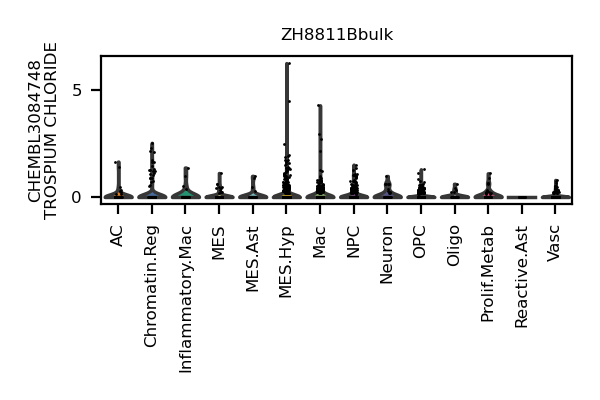 ZH8811Bbulk
CHEMBL3084748
TROSPIUM CHLORIDE
5
0
AC
Chromatin.Reg
Inflammatory.Mac
MES
MES.Ast
MES.Hyp
Mac
NPC
Neuron
OPC
Oligo
Prolif.Metab
Reactive.Ast
Vasc